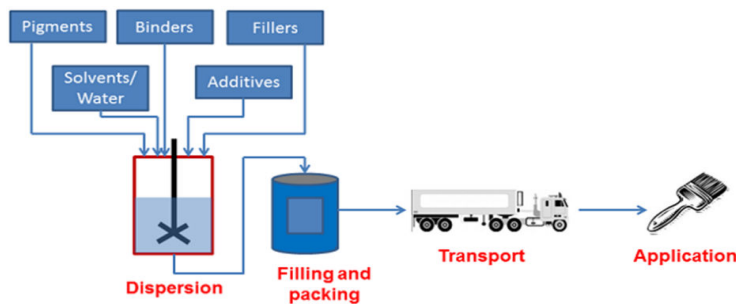 Pigments
Binders
Fillers
Solvents/
Water
Additives
Dispersion
Filling and
packing
Transport
Application